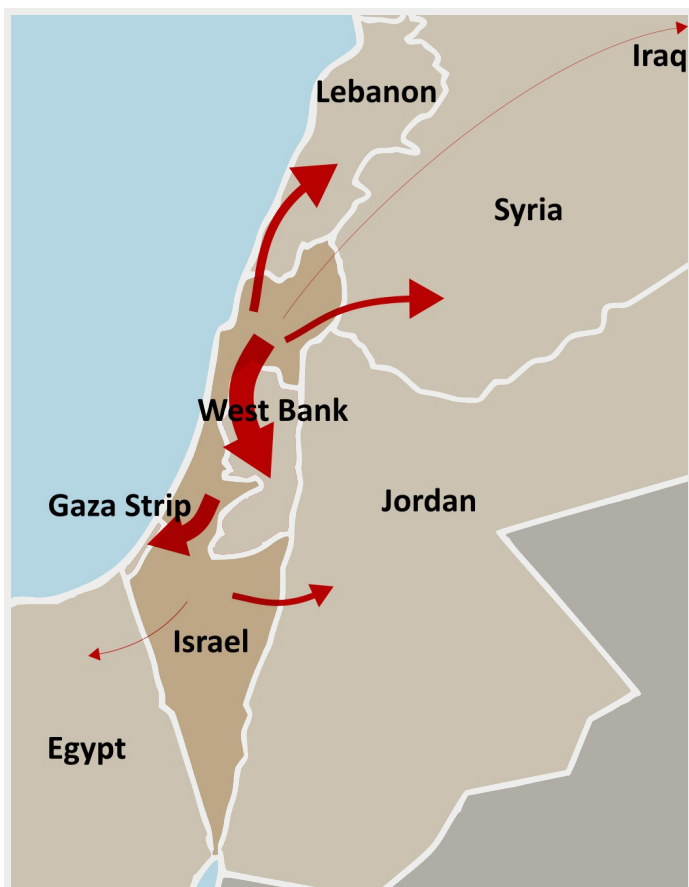 Iraq
Lebanon
Syria
West Bank
Gaza Strip
Jordan
Israel
Egypt